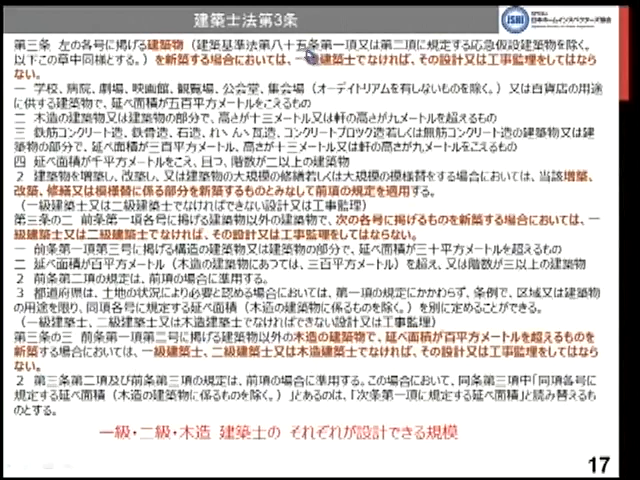 建築士法第3条
JSHI
日本ホームインスペクターズ協会
第三条 左の各号に掲げる建築物(建築基準法第八十五条第一項又は第二項に規定する応急仮設建築物を除く。
以下この章中同様とする。)を新築する場合においては、一級建築士でなければ、その設計又は工事監理をしてはなら
ない。
一 学校、病院、劇場、映画館、観覧場、公会堂、集会場(オーデイトリアムを有しないものを除く。)又は百貨店の用途
に供する建築物で、延べ面積が五百平方メートルをこえるもの
二 木造の建築物又は建築物の部分で、高さが十三メートル又は軒の高さが九メートルを超えるもの
三 鉄筋コンクリート造、鉄骨造、石造、れんが造、コンクリートブロツク造若しくは無筋コンクリート造の建築物又は建
築物の部分で、延べ面積が三百平方メートル、高さが十三メートル又は軒の高さが九メートルをこえるもの
四 延べ面積が千平方メートルをこえ、且つ、階数が二以上の建築物
2 建築物を増築し、改築し、又は建築物の大規模の修繕若しくは大規模の模様替をする場合においては、当該増築、
改築、修繕又は模様替に係る部分を新築するものとみなして前項の規定を適用する。
(一級建築士又は二級建築士でなければできない設計又は工事監理)
第三条の二 前条第一項各号に掲げる建築物以外の建築物で、次の各号に掲げるものを新築する場合においては、一
級建築士又は二級建築士でなければ、その設計又は工事監理をしてはならない。
一 前条第一項第三号に掲げる構造の建築物又は建築物の部分で、延べ面積が三十平方メートルを超えるもの
二 延べ面積が百平方メートル(木造の建築物にあつては、三百平方メートル)を超え、又は階数が三以上の建築物
2 前条第二項の規定は、前項の場合に準用する。
3 都道府県は、土地の状況により必要と認める場合においては、第一項の規定にかかわらず、条例で、区域又は建築物
の用途を限り、同項各号に規定する延べ面積(木造の建築物に係るものを除く。)を別に定めることができる。
(一級建築士、二級建築士又は木造建築士でなければできない設計又は工事監理)
第三条の三 前条第一項第二号に掲げる建築物以外の木造の建築物で、延べ面積が百平方メートルを超えるものを
新築する場合においては、一級建築士、二級建築士又は木造建築士でなければ、その設計又は工事監理をしてはなら
ない。
2 第三条第二項及び前条第三項の規定は、前項の場合に準用する。この場合において、同条第三項中「同項各号に
規定する延べ面積(木造の建築物に係るものを除く。)」とあるのは、「次条第一項に規定する延べ面積」と読み替えるも
のとする。
一級・二級・木造 建築士の それぞれが設計できる規模
17